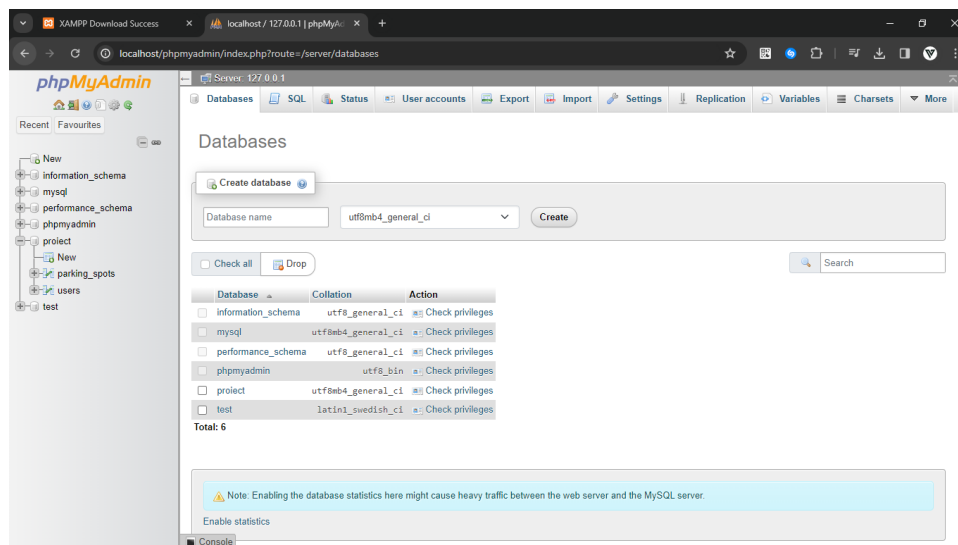 XAMPP Download Success
localhost / 127.0.0.1 | phpMyAd
localhost/phpmyadmin/index.php?route=/server/databases
phpMyAdmin
Recent Favourites
New
information_schema
mysql
performance_schema
phpmyadmin
proiect
New
parking_spots
users
test
Server: 127.0.0.1
Databases SQL Status User accounts Export Import Settings Replication Variables Charsets More
Databases
Create database
Database name utf8mb4_general_ci Create
Check all Drop Search
Database Collation Action
information_schema utf8_general_ci Check privileges
mysql utf8mb4_general_ci Check privileges
performance_schema utf8_general_ci Check privileges
phpmyadmin utf8_bin Check privileges
proiect utf8mb4_general_ci Check privileges
test latin1_swedish_ci Check privileges
Total: 6
Note: Enabling the database statistics here might cause heavy traffic between the web server and the MySQL server.
Enable statistics
Console